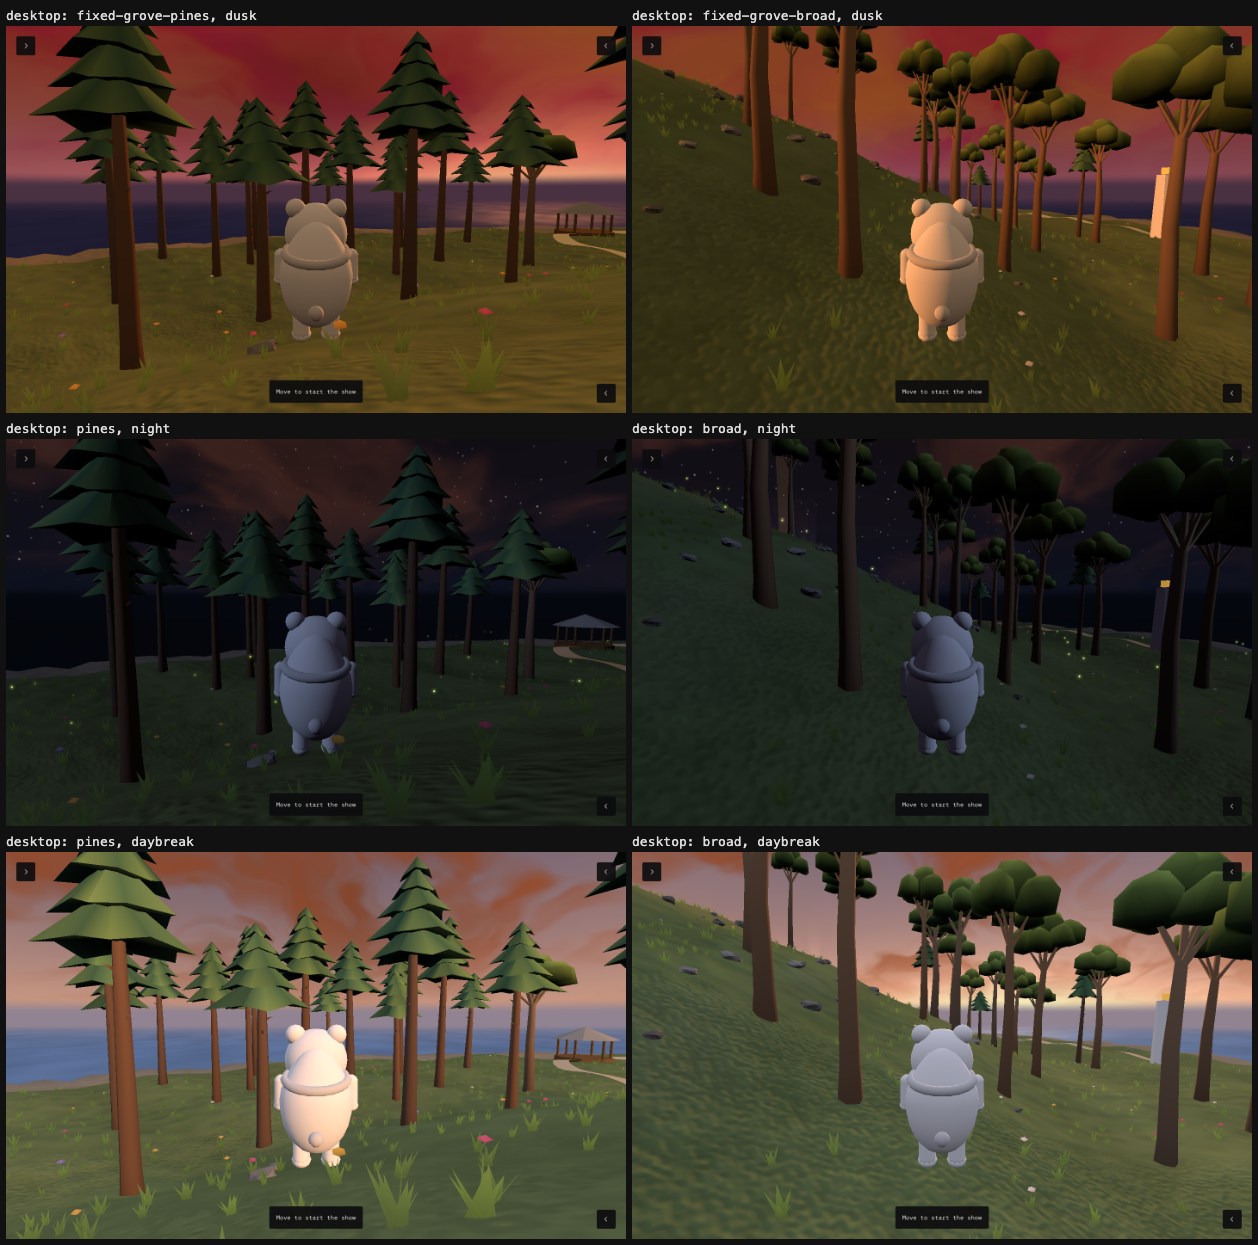 desktop: fixed-grove-pines, dusk
desktop: fixed-grove-broad, dusk
Move to start the show
Move to start the show
desktop: pines, night
desktop: broad, night
Move to start the show
Move to start the show
desktop: pines, daybreak
desktop: broad, daybreak
Move to start the show
Move to start the show